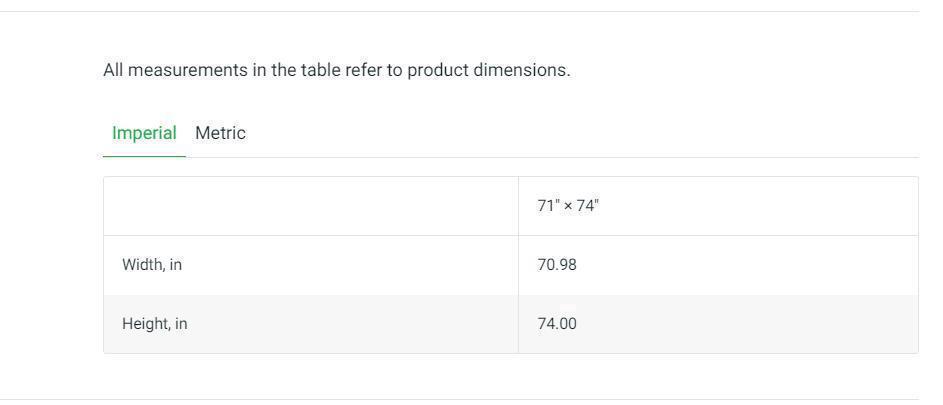 All measurements in the table refer to product dimensions.
Imperial Metric
71" × 74"
Width, in 70.98
Height, in 74.00